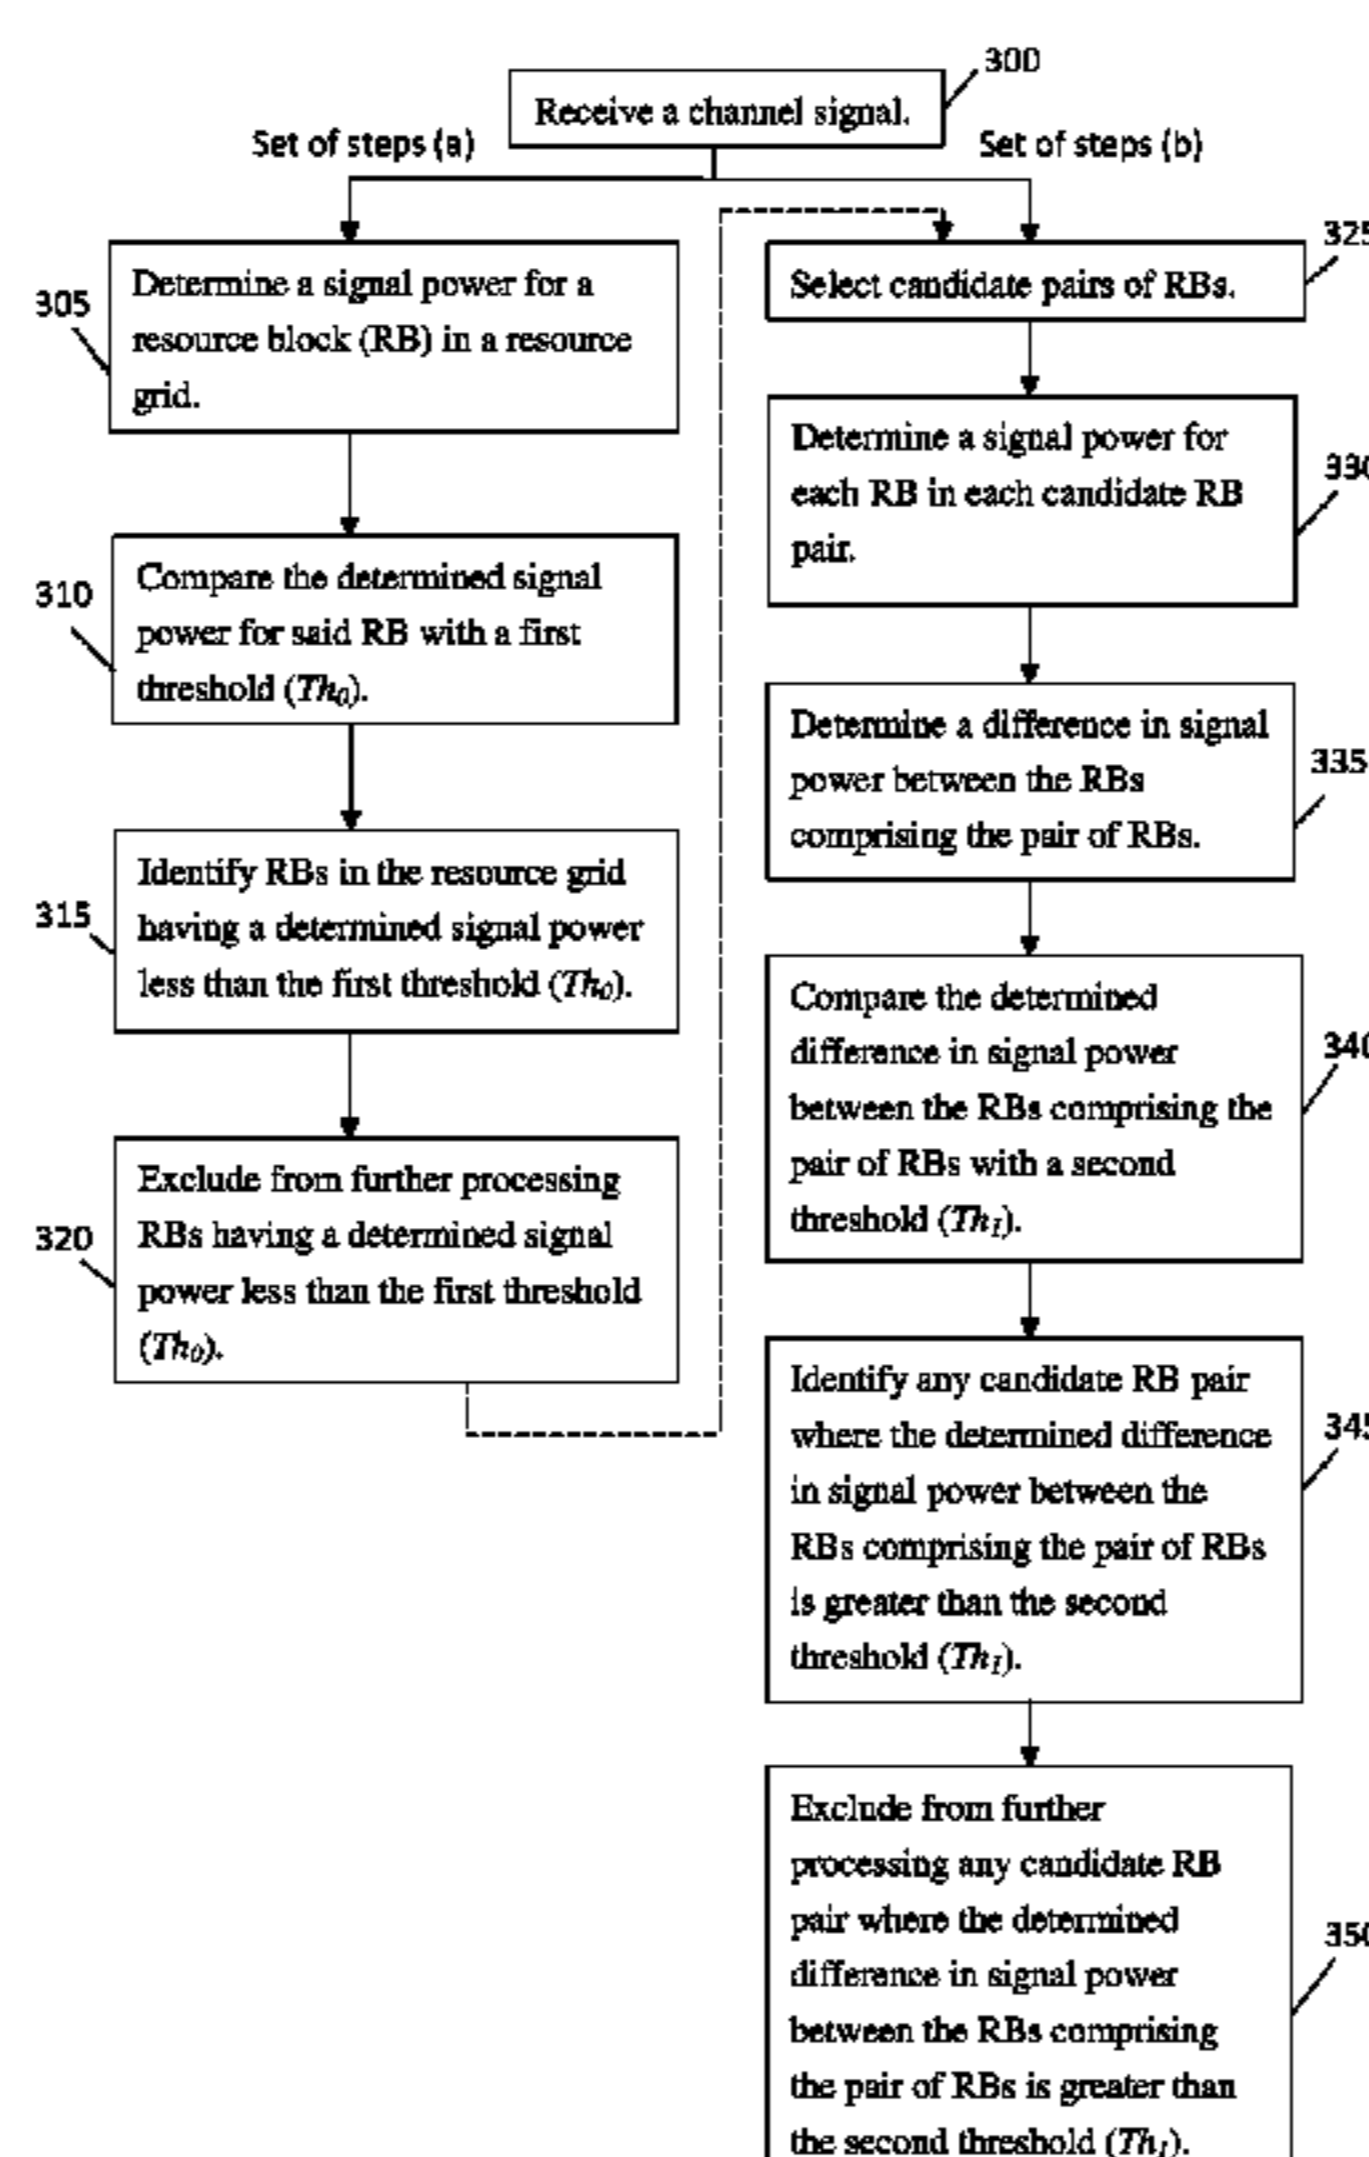 300
Receive a channel signal.
Set of steps (a)
Set of steps (b)
305
Determine a signal power for a
resource block (RB) in a resource
grid.
310
Compare the determined signal
power for said RB with a first
threshold (Th0).
315
Identify RBs in the resource grid
having a determined signal power
less than the first threshold (Th0).
320
Exclude from further processing
RBs having a determined signal
power less than the first threshold
(Th0).
325
Select candidate pairs of RBs.
330
Determine a signal power for
each RB in each candidate RB
pair.
335
Determine a difference in signal
power between the RBs
comprising the pair of RBs.
340
Compare the determined
difference in signal power
between the RBs comprising the
pair of RBs with a second
threshold (Th1).
345
Identify any candidate RB pair
where the determined difference
in signal power between the
RBs comprising the pair of RBs
is greater than the second
threshold (Th1).
350
Exclude from further
processing any candidate RB
pair where the determined
difference in signal power
between the RBs comprising
the pair of RBs is greater than
the second threshold (Th1).